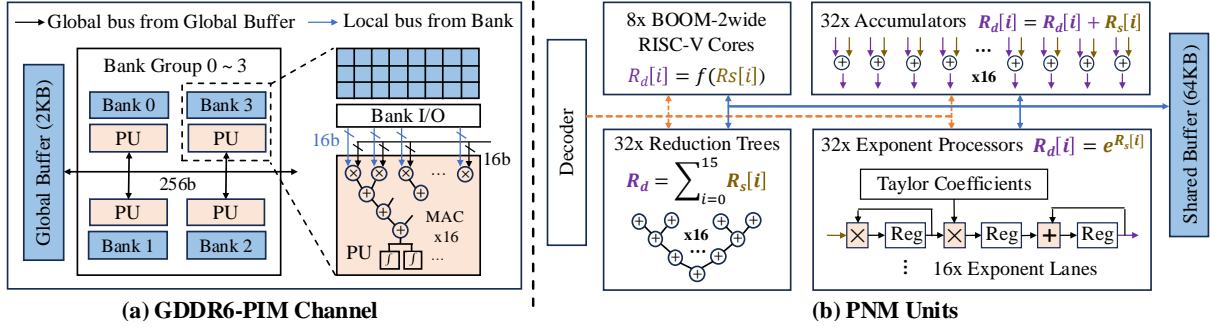 Global bus from Global Buffer
Local bus from Bank
Global Buffer (2KB)
Bank Group 0 ~ 3
Bank 0
Bank 3
PU
PU
256b
PU
PU
Bank 1
Bank 2
Bank I/O
16b
16b
× × × ... ×
+
+
+
MAC
x16
PU
∫ ∫ ...
(a) GDDR6-PIM Channel
Decoder
8x BOOM-2wide
RISC-V Cores
R_d[i] = f(Rs[i])
32x Accumulators R_d[i] = R_d[i] + R_s[i]
+ + + + ... + + + +
x16
32x Reduction Trees
R_d = ∑_{i=0}^{15} R_s[i]
+ + + +
x16
+ ... +
+ +
+
32x Exponent Processors R_d[i] = e^{R_s[i]}
Taylor Coefficients
× Reg × Reg + Reg
⋮ 16x Exponent Lanes
Shared Buffer (64KB)
(b) PNM Units